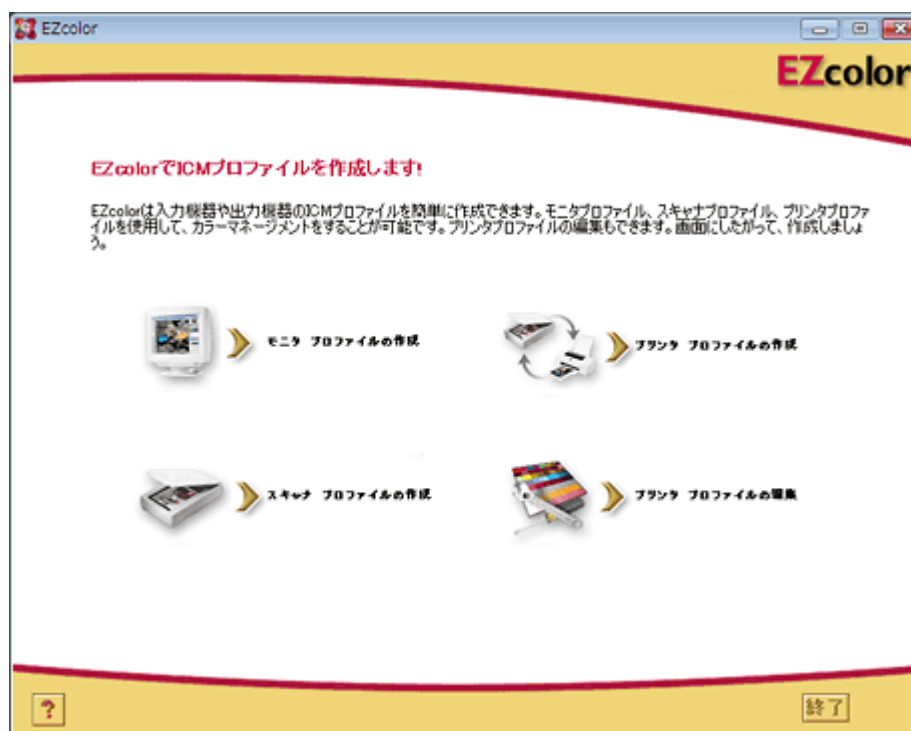 EZcolor
EZcolor
EZcolorでICMプロファイルを作成します!
EZcolorは入力機器や出力機器のICMプロファイルを簡単に作成できます。モニタプロファイル、スキャナプロファイル、プリンタプロファ
イルを使用して、カラーマネージメントをすることが可能です。プリンタプロファイルの編集もできます。画面にしたがって、作成しましょ
う。
モニタ プロファイルの作成
プリンタ プロファイルの作成
スキャナ プロファイルの作成
プリンタ プロファイルの編集
?
終了